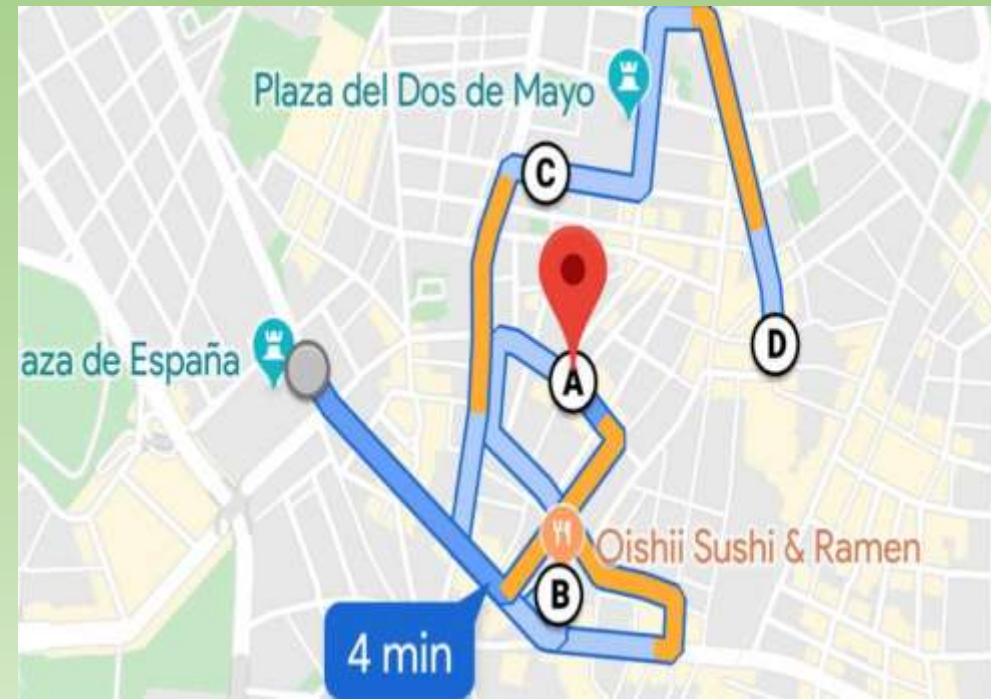 Plaza del Dos de Mayo
C
D
aza de España
A
Oishii Sushi & Ramen
B
4 min